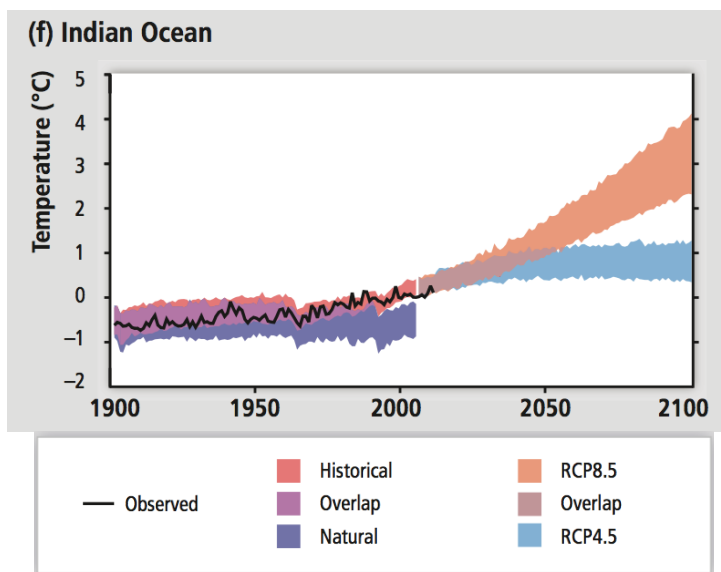 (f) Indian Ocean
Temperature (°C)
5
4
3
2
1
0
–1
–2
1900 1950 2000 2050 2100
Historical RCP8.5
Observed Overlap Overlap
Natural RCP4.5